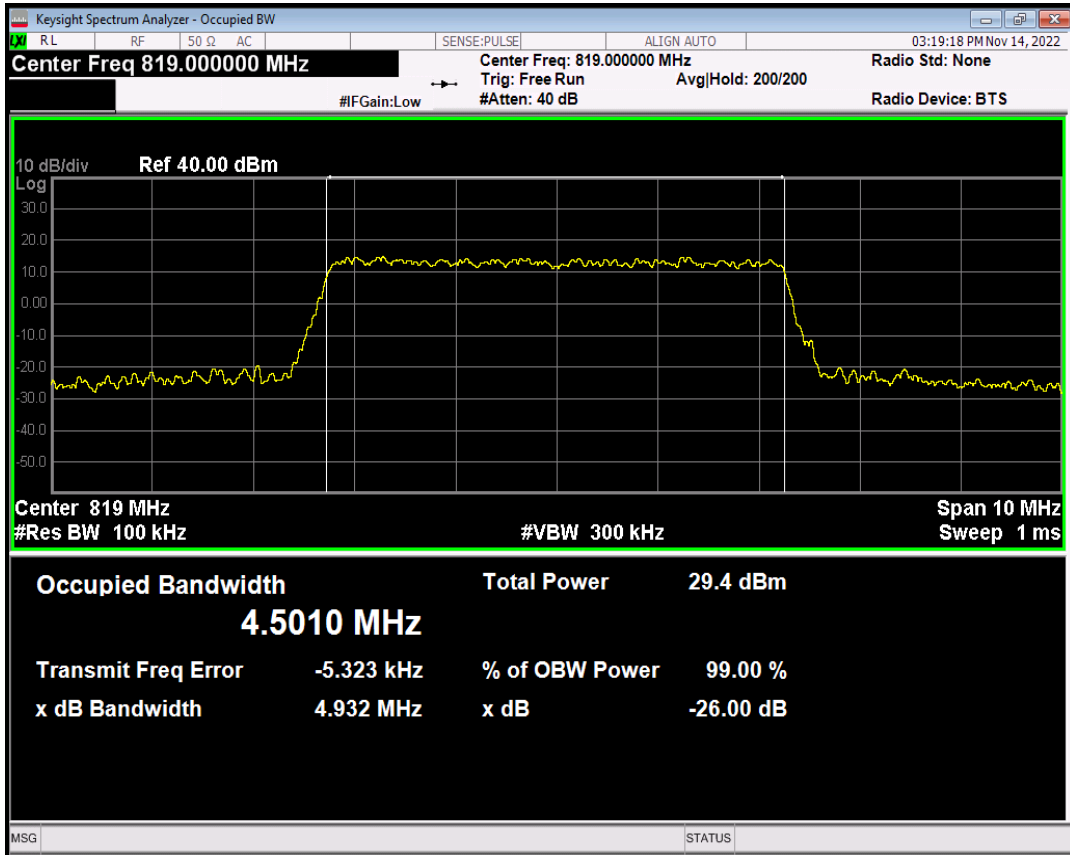 Keysight Spectrum Analyzer - Occupied BW
LXI RL RF 50 Ω AC SENSE:PULSE ALIGN AUTO 03:19:18 PM Nov 14, 2022
Center Freq 819.000000 MHz Center Freq: 819.000000 MHz Radio Std: None
Trig: Free Run Avg|Hold: 200/200
#IFGain:Low #Atten: 40 dB Radio Device: BTS
10 dB/div Ref 40.00 dBm
Log
30.0
20.0
10.0
0.00
-10.0
-20.0
-30.0
-40.0
-50.0
Center 819 MHz Span 10 MHz
#Res BW 100 kHz #VBW 300 kHz Sweep 1 ms
Occupied Bandwidth Total Power 29.4 dBm
4.5010 MHz
Transmit Freq Error -5.323 kHz % of OBW Power 99.00 %
x dB Bandwidth 4.932 MHz x dB -26.00 dB
MSG STATUS